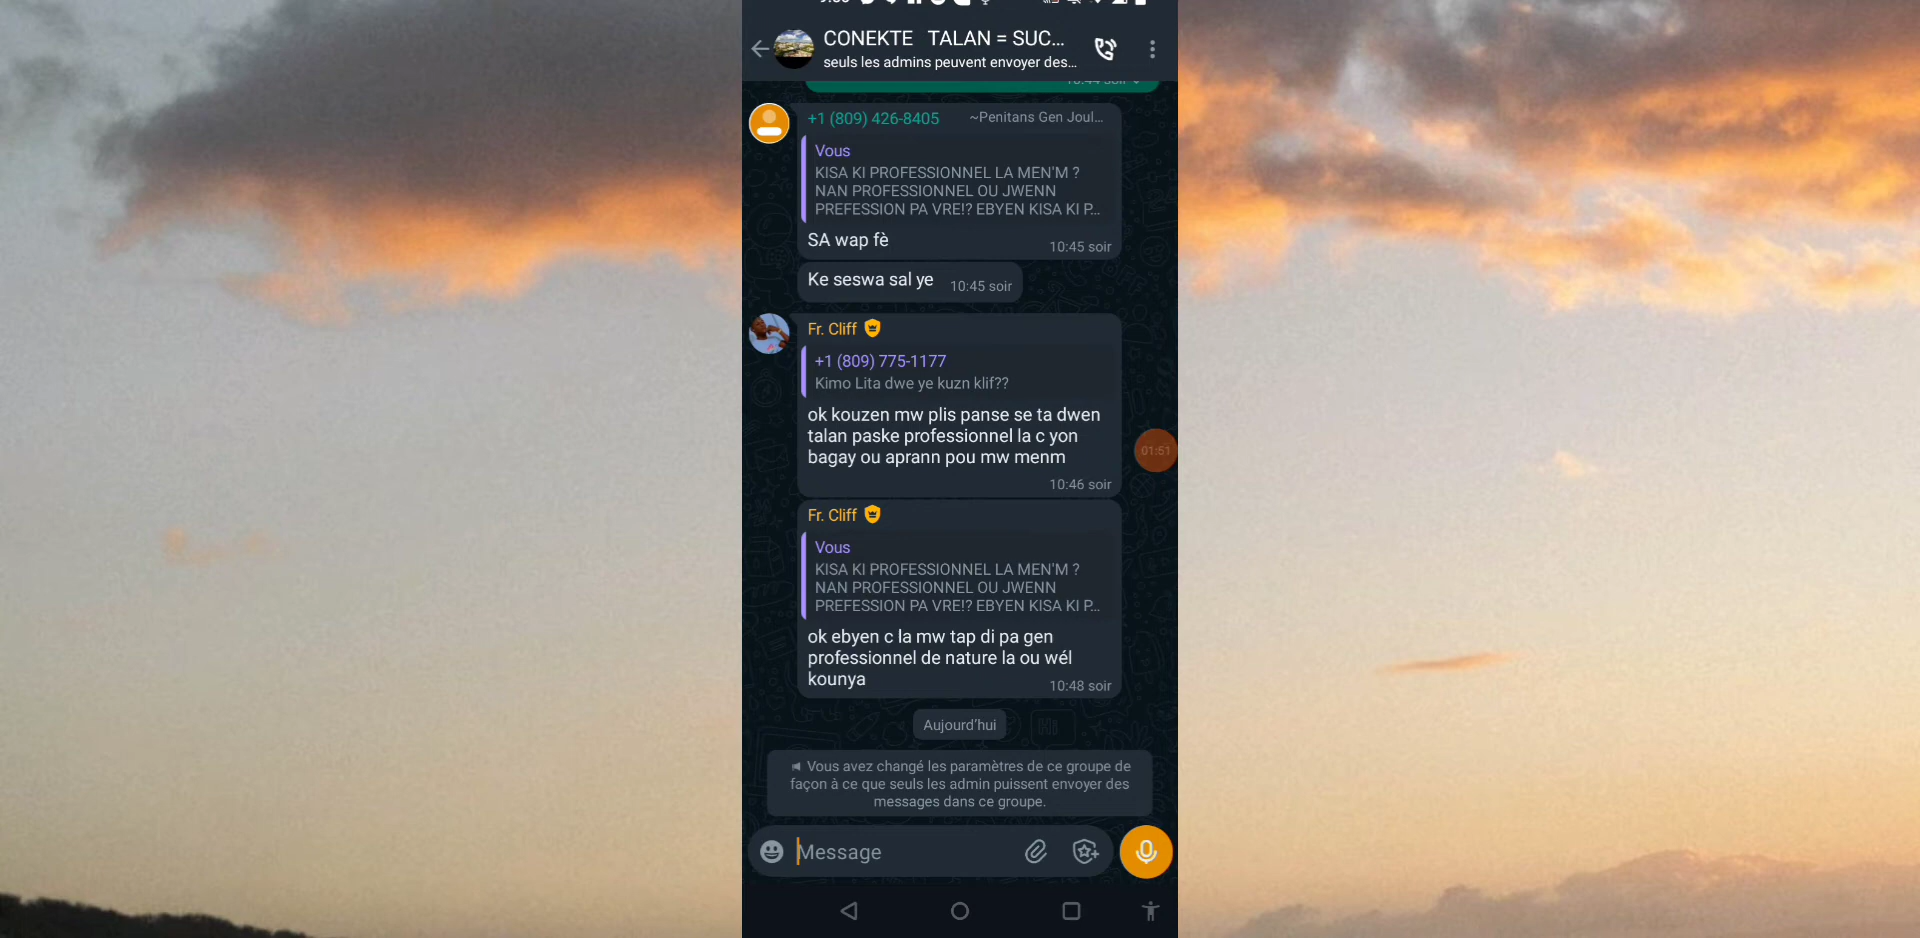 CONEKTE TALAN = SUC...
seuls les admins peuvent envoyer des...
+1 (809) 426-8405 ~Penitans Gen Joul...
Vous
KISA KI PROFESSIONNEL LA MEN'M ?
NAN PROFESSIONNEL OU JWENN
PREFESSION PA VRE!? EBYEN KISA KI P...
SA wap fè
10:45 soir
Ke seswa sal ye 10:45 soir
Fr. Cliff
+1 (809) 775-1177
Kimo Lita dwe ye kuzn klif??
ok kouzen mw plis panse se ta dwen
talan paske professionnel la c yon
bagay ou aprann pou mw menm
01:51
10:46 soir
Fr. Cliff
Vous
KISA KI PROFESSIONNEL LA MEN'M ?
NAN PROFESSIONNEL OU JWENN
PREFESSION PA VRE!? EBYEN KISA KI P...
ok ebyen c la mw tap di pa gen
professionnel de nature la ou wél
kounya
10:48 soir
Aujourd'hui
Vous avez changé les paramètres de ce groupe de
façon à ce que seuls les admin puissent envoyer des
messages dans ce groupe.
Message